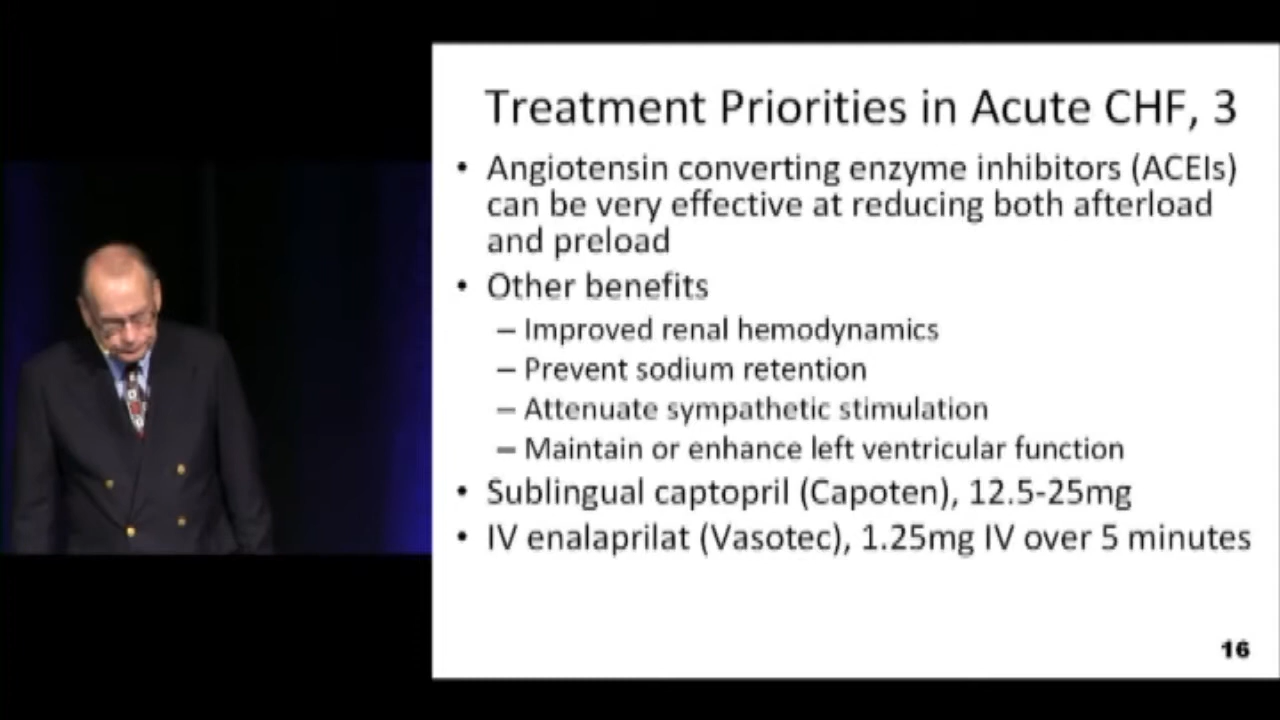 Treatment Priorities in Acute CHF, 3
• Angiotensin converting enzyme inhibitors (ACEIs)
can be very effective at reducing both afterload
and preload
• Other benefits
– Improved renal hemodynamics
– Prevent sodium retention
– Attenuate sympathetic stimulation
– Maintain or enhance left ventricular function
• Sublingual captopril (Capoten), 12.5-25mg
• IV enalaprilat (Vasotec), 1.25mg IV over 5 minutes
16